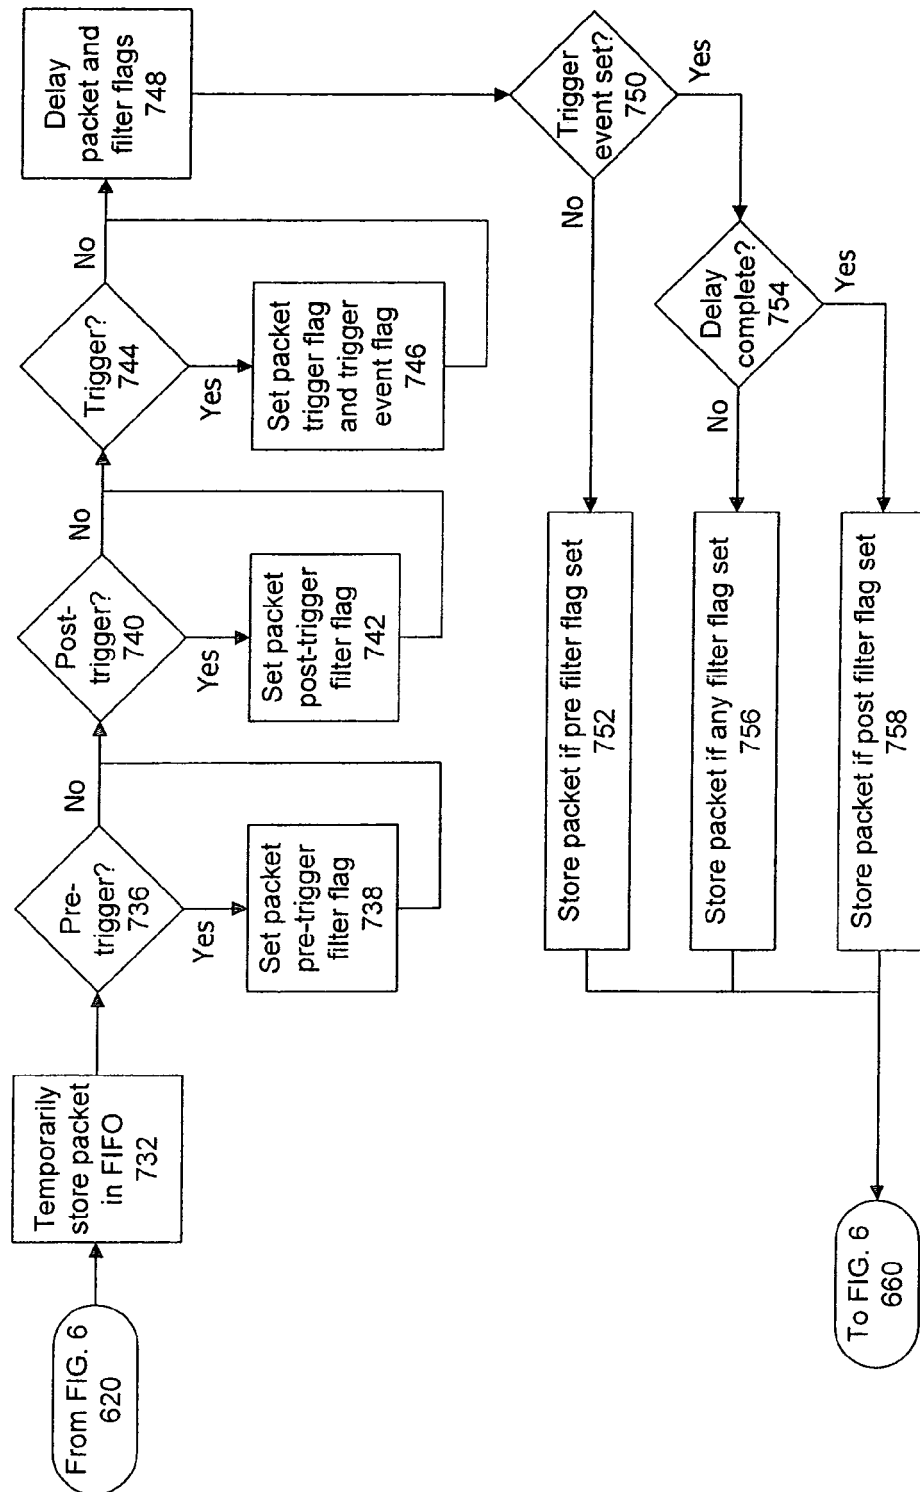 From FIG. 6
620
Temporarily
store packet
in FIFO
732
Pre-
trigger?
736
No
Yes
Set packet
pre-trigger
filter flag
738
Post-
trigger?
740
No
Yes
Set packet
post-trigger
filter flag
742
Trigger?
744
No
Yes
Set packet
trigger flag
and trigger
event flag
746
Delay
packet and
filter flags
748
Trigger
event set?
750
No
Yes
Store packet if pre filter flag set
752
Delay
complete?
754
No
Yes
Store packet if any filter flag set
756
Store packet if post filter flag set
758
To FIG. 6
660